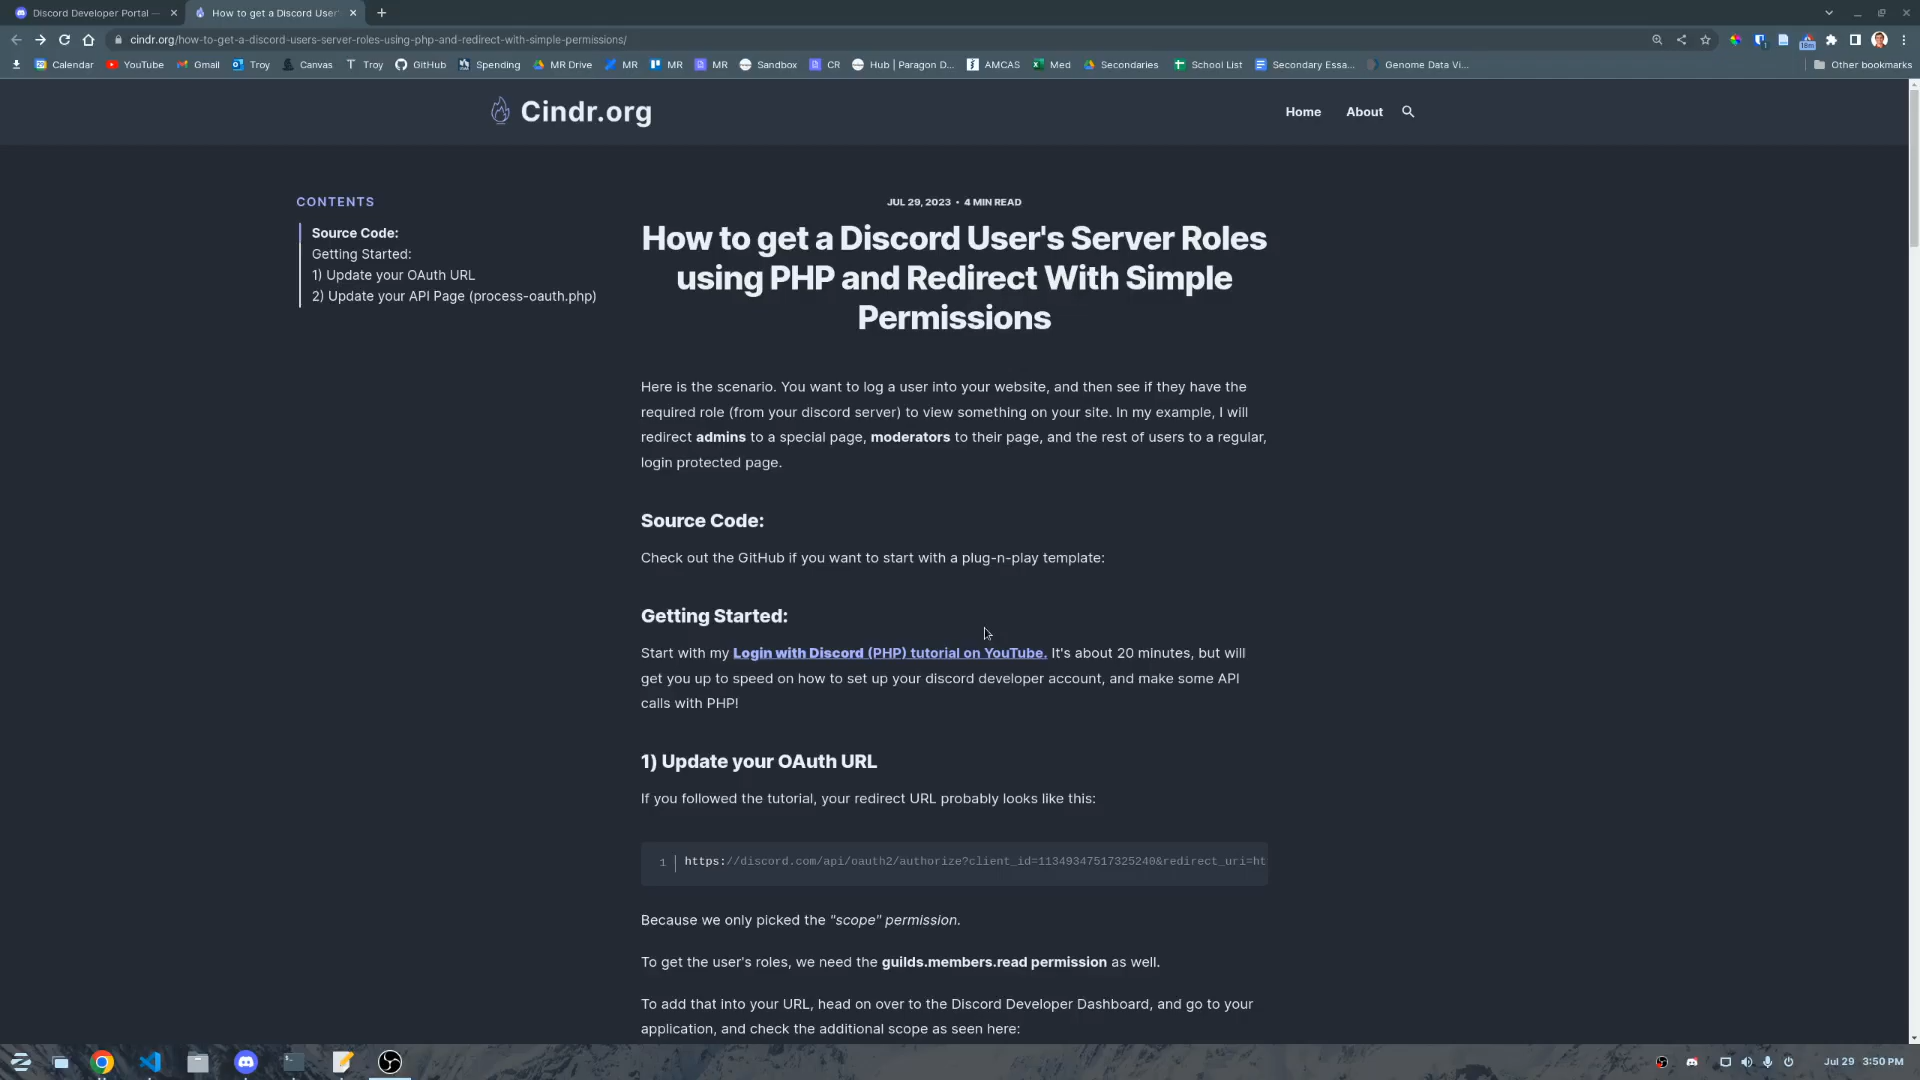 Discord Developer Portal —
How to get a Discord User'
cindr.org/how-to-get-a-discord-users-server-roles-using-php-and-redirect-with-simple-permissions/
Calendar
YouTube
Gmail
Troy
Canvas
Troy
GitHub
Spending
MR Drive
MR
MR
MR
Sandbox
CR
Hub | Paragon D...
AMCAS
Med
Secondaries
School List
Secondary Essa...
Genome Data Vi...
Other bookmarks
Cindr.org
Home
About
CONTENTS
Source Code:
Getting Started:
1) Update your OAuth URL
2) Update your API Page (process-oauth.php)
JUL 29, 2023 • 4 MIN READ
How to get a Discord User's Server Roles
using PHP and Redirect With Simple
Permissions
Here is the scenario. You want to log a user into your website, and then see if they have the
required role (from your discord server) to view something on your site. In my example, I will
redirect admins to a special page, moderators to their page, and the rest of users to a regular,
login protected page.
Source Code:
Check out the GitHub if you want to start with a plug-n-play template:
Getting Started:
Start with my Login with Discord (PHP) tutorial on YouTube. It's about 20 minutes, but will
get you up to speed on how to set up your discord developer account, and make some API
calls with PHP!
1) Update your OAuth URL
If you followed the tutorial, your redirect URL probably looks like this:
1 https://discord.com/api/oauth2/authorize?client_id=11349347517325240&redirect_uri=ht
Because we only picked the "scope" permission.
To get the user's roles, we need the guilds.members.read permission as well.
To add that into your URL, head on over to the Discord Developer Dashboard, and go to your
application, and check the additional scope as seen here:
Jul 29 3:50 PM